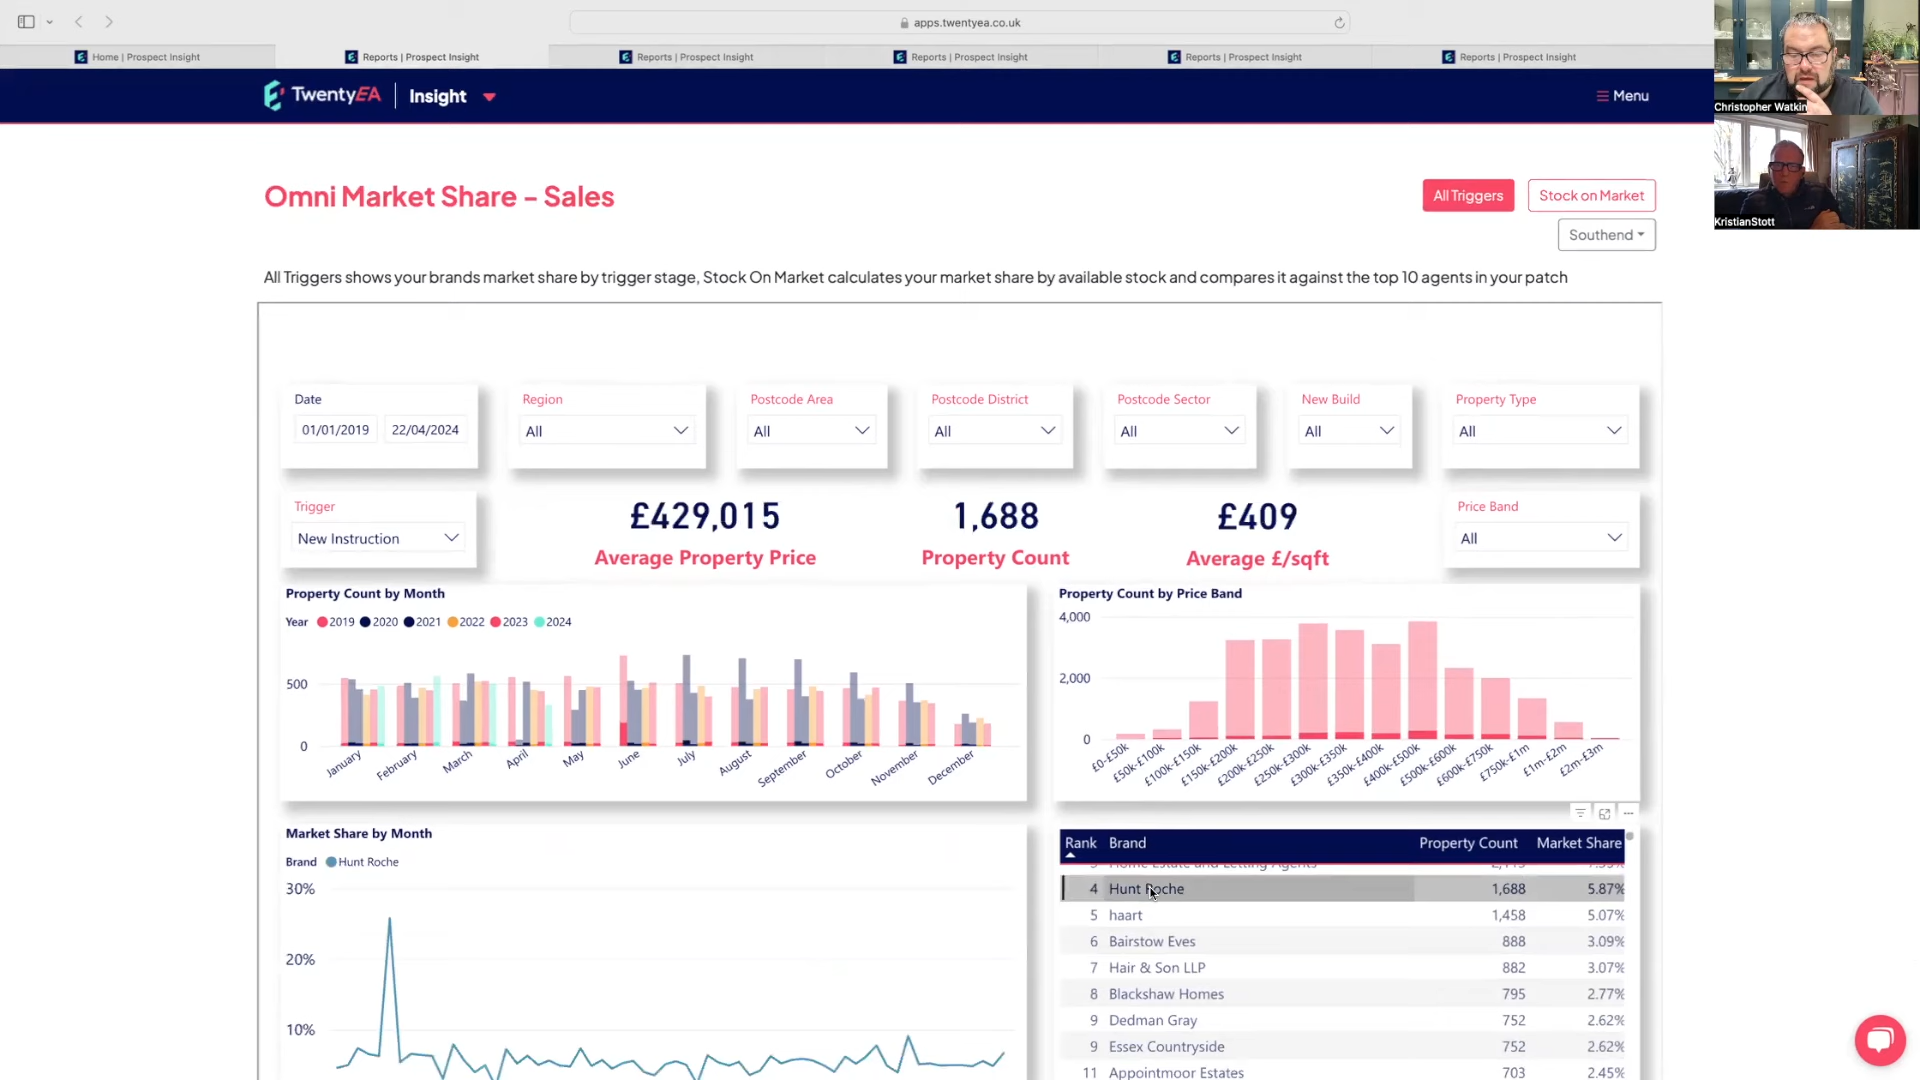 apps.twentyea.co.uk
Home | Prospect Insight
Reports | Prospect Insight
Reports | Prospect Insight
Reports | Prospect Insight
Reports | Prospect Insight
Reports | Prospect Insight
TwentyEA
Insight
Menu
Christopher Watkin
KristianStott
Omni Market Share – Sales
All Triggers
Stock on Market
Southend
All Triggers shows your brands market share by trigger stage, Stock On Market calculates your market share by available stock and compares it against the top 10 agents in your patch
Date
01/01/2019 22/04/2024
Region
All
Postcode Area
All
Postcode District
All
Postcode Sector
All
New Build
All
Property Type
All
Trigger
New Instruction
£429,015
Average Property Price
1,688
Property Count
£409
Average £/sqft
Price Band
All
Property Count by Month
Year 2019 2020 2021 2022 2023 2024
500
0
January February March April May June July August September October November December
Property Count by Price Band
4,000
2,000
0
£0-£50k £50k-£100k £100k-£150k £150k-£200k £200k-£250k £250k-£300k £300k-£350k £350k-£400k £400k-£500k £500k-£600k £600k-£750k £750k-£1m £1m-£2m £2m-£3m
Market Share by Month
Brand Hunt Roche
30%
20%
10%
Rank Brand Property Count Market Share
Home Estate and Letting Agents
4 Hunt Roche 1,688 5.87%
5 haart 1,458 5.07%
6 Bairstow Eves 888 3.09%
7 Hair & Son LLP 882 3.07%
8 Blackshaw Homes 795 2.77%
9 Dedman Gray 752 2.62%
9 Essex Countryside 752 2.62%
11 Appointmoor Estates 703 2.45%